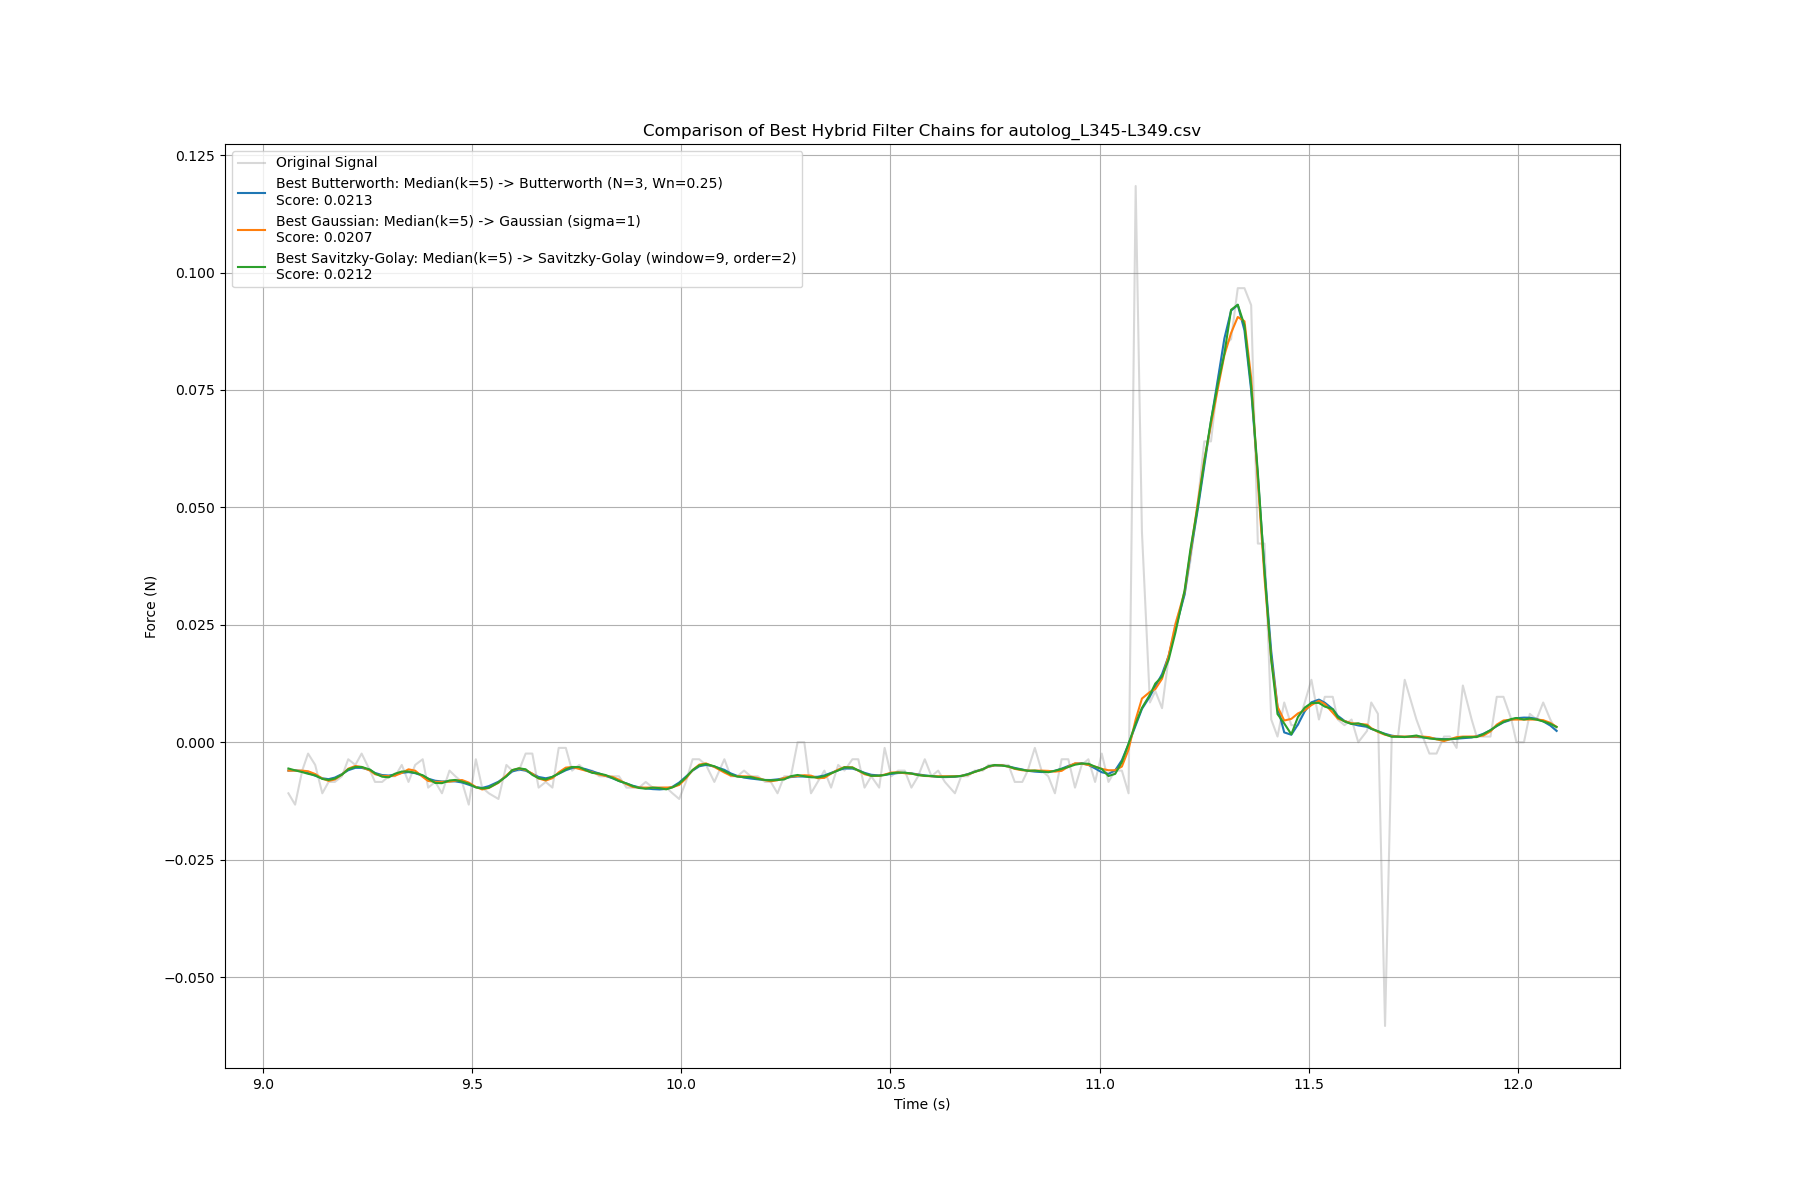 Comparison of Best Hybrid Filter Chains for autolog_L345-L349.csv
Original Signal
Best Butterworth: Median(k=5) -> Butterworth (N=3, Wn=0.25)
Score: 0.0213
Best Gaussian: Median(k=5) -> Gaussian (sigma=1)
Score: 0.0207
Best Savitzky-Golay: Median(k=5) -> Savitzky-Golay (window=9, order=2)
Score: 0.0212
Force (N)
0.125
0.100
0.075
0.050
0.025
0.000
−0.025
−0.050
9.0 9.5 10.0 10.5 11.0 11.5 12.0
Time (s)